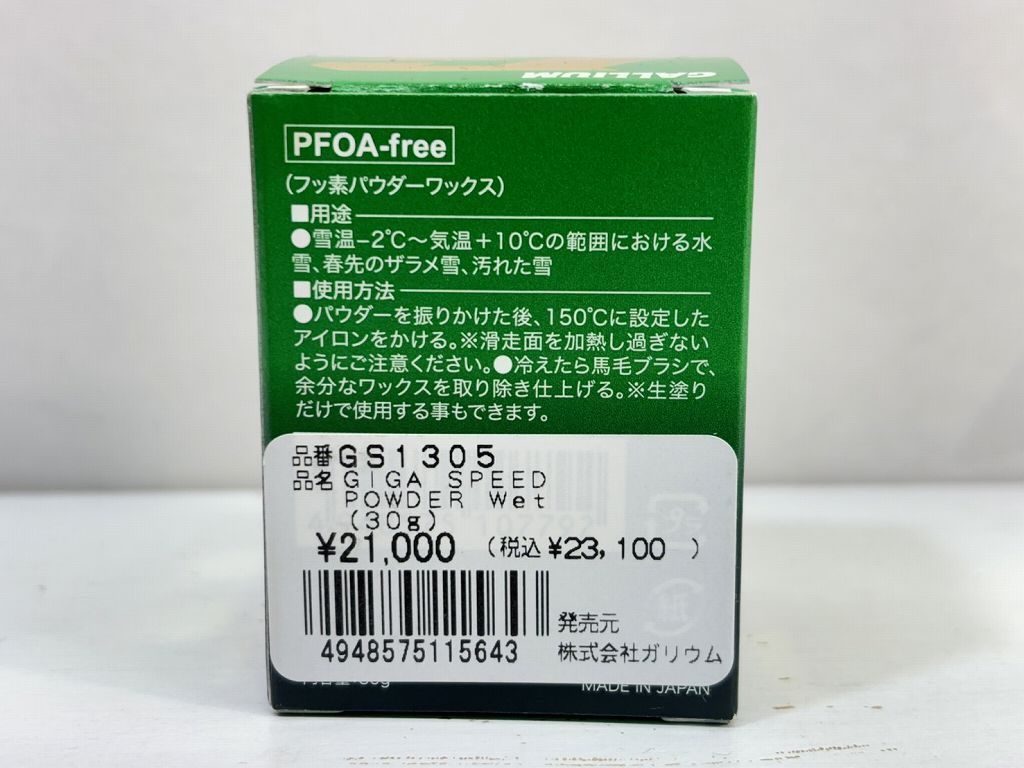 GALLIUM
PFOA-free
(フッ素パウダーワックス)
■用途
●雪温−2℃〜気温+10℃の範囲における水
雪、春先のザラメ雪、汚れた雪
■使用方法
●パウダーを振りかけた後、150℃に設定した
アイロンをかける。※滑走面を加熱し過ぎない
ようにご注意ください。●冷えたら馬毛ブラシで、
余分なワックスを取り除き仕上げる。※生塗り
だけで使用する事もできます。
品番GS1305
品名 GIGA SPEED
POWDER Wet
(30g)
¥21,000 (税込 ¥23,100 )
4948575115643
発売元
株式会社ガリウム
MADE IN JAPAN